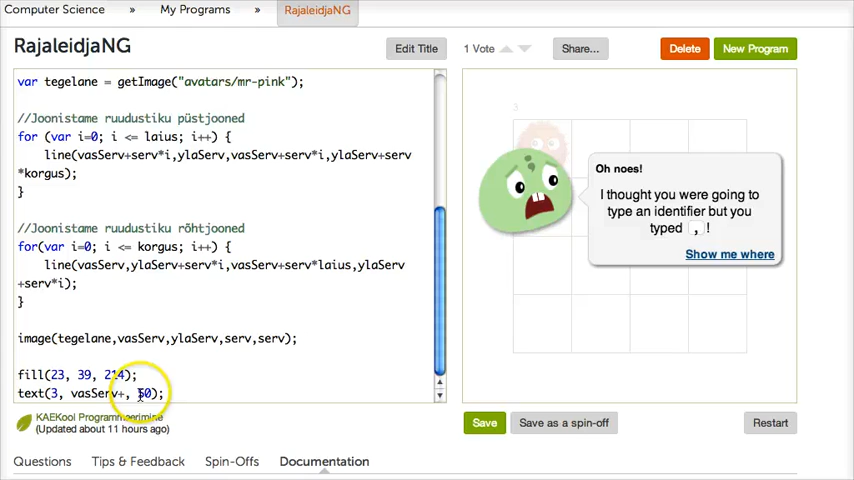 Computer Science » My Programs » RajaleidjaNG
RajaleidjaNG
Edit Title
1 Vote
Share...
Delete
New Program
var tegelane = getImage("avatars/mr-pink");
//Joonistame ruudustiku püstjooned
for (var i=0; i <= laius; i++) {
line(vasServ+serv*i,ylaServ,vasServ+serv*i,ylaServ+serv
*korgus);
}
//Joonistame ruudustiku rõhtjooned
for(var i=0; i <= korgus; i++) {
line(vasServ,ylaServ+serv*i,vasServ+serv*laius,ylaServ
+serv*i);
}
image(tegelane,vasServ,ylaServ,serv,serv);
fill(23, 39, 214);
text(3, vasServ+, 50);
3
Oh noes!
I thought you were going to
type an identifier but you
typed , !
Show me where
KAEKool Programmeerimine
(Updated about 11 hours ago)
Save
Save as a spin-off
Restart
Questions
Tips & Feedback
Spin-Offs
Documentation